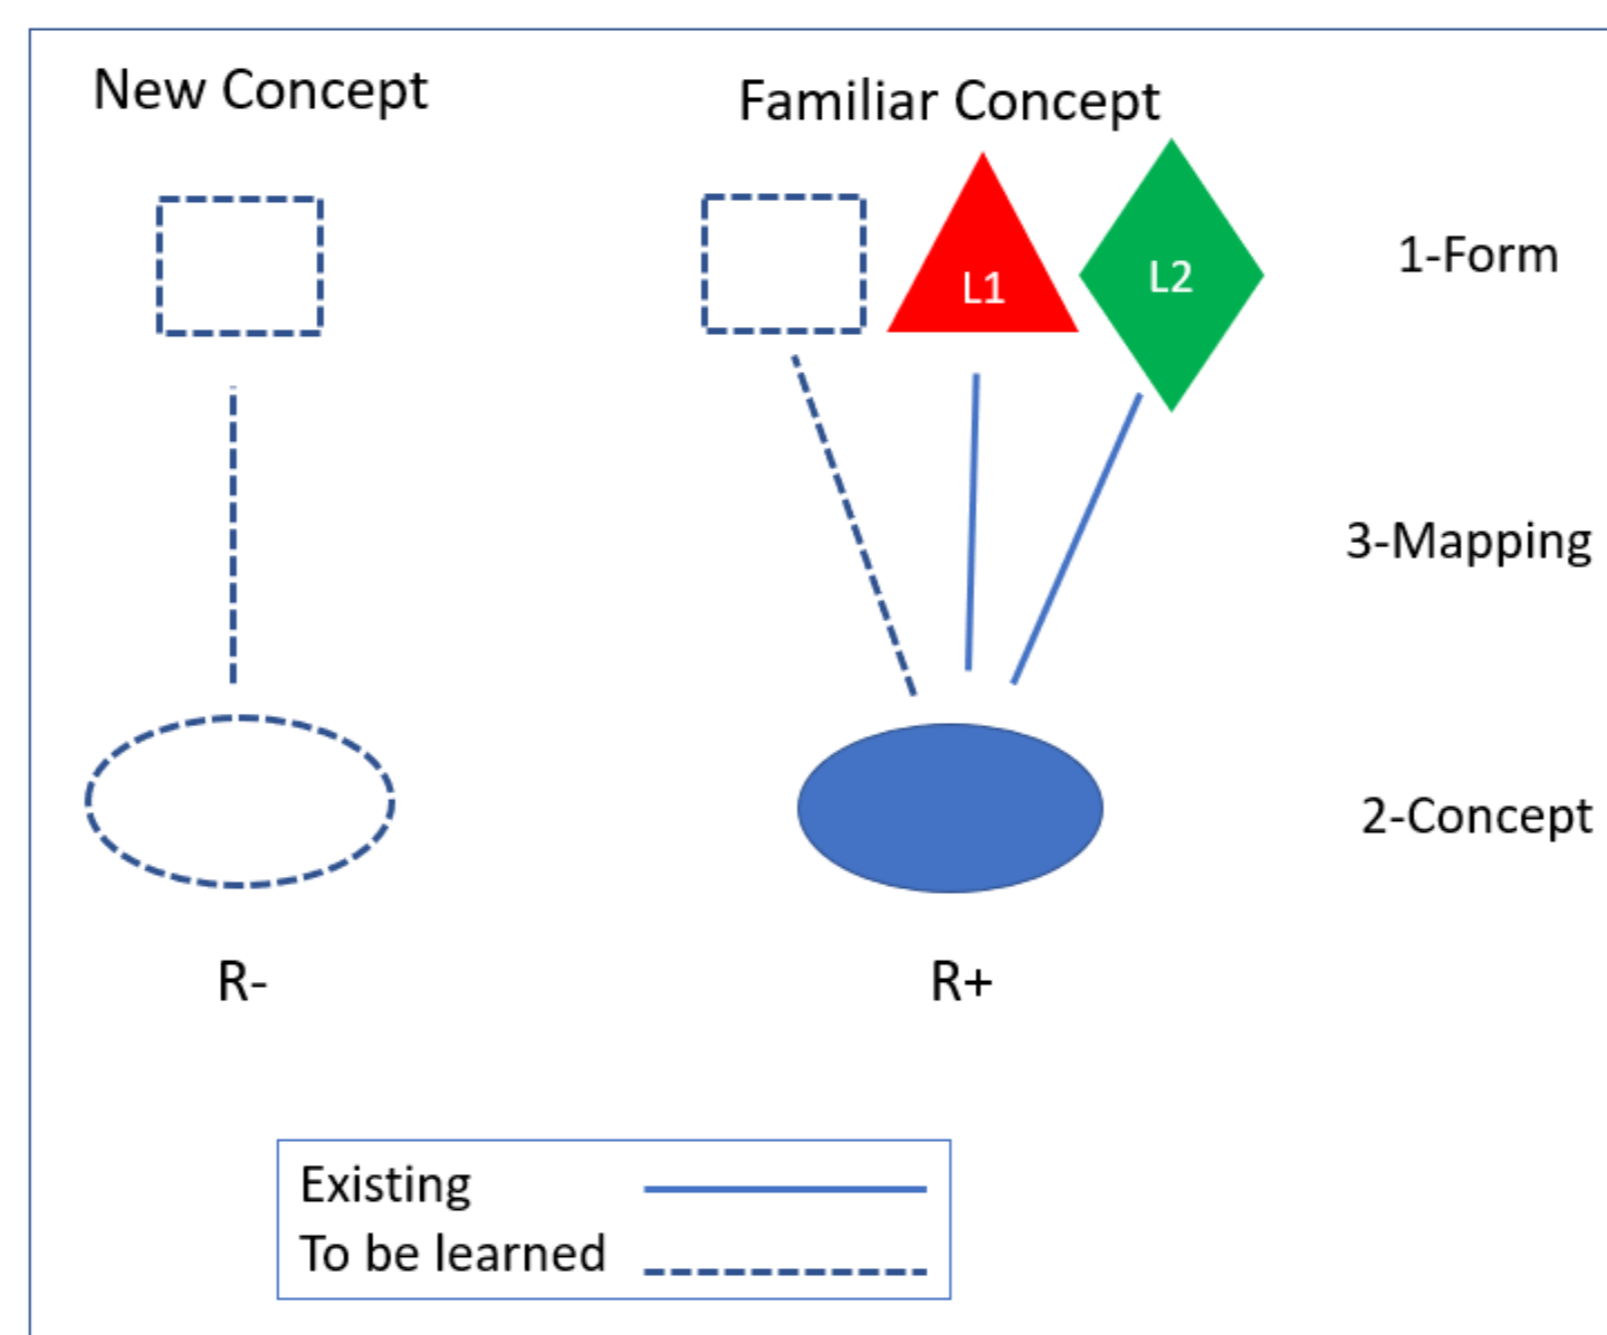 New Concept
Familiar Concept
L1
L2
1-Form
3-Mapping
2-Concept
R-
R+
Existing
To be learned